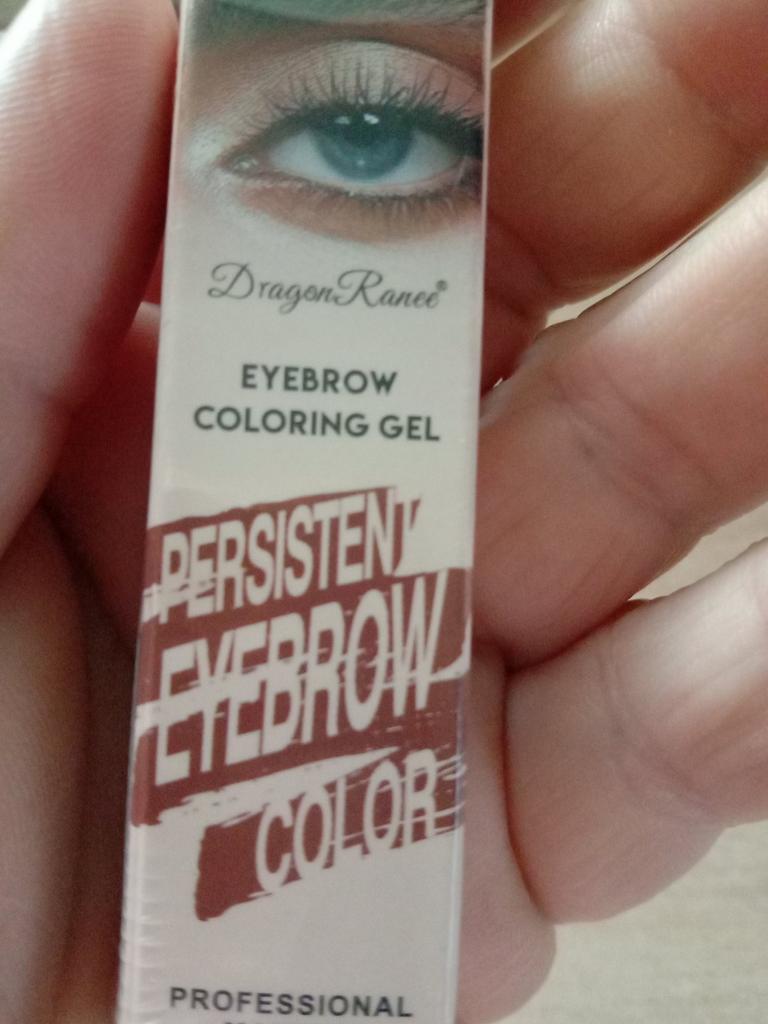 DragonRanee®
EYEBROW
COLORING GEL
PERSISTENT
EYEBROW
COLOR
PROFESSIONAL